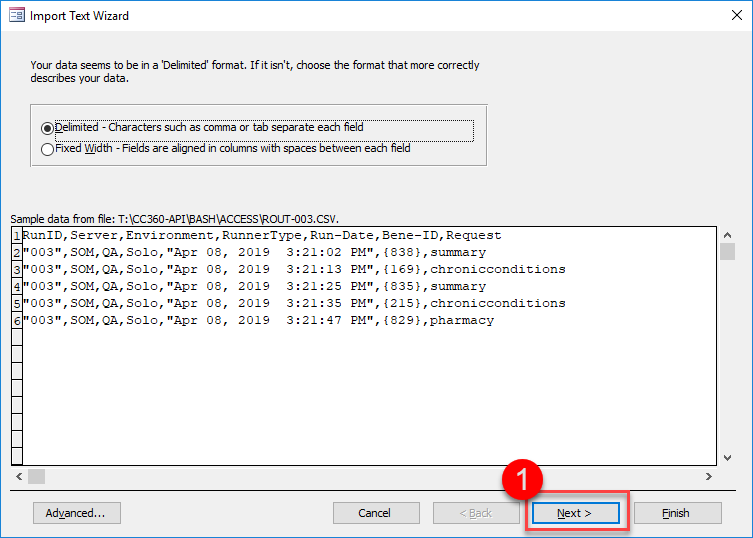 Import Text Wizard
Your data seems to be in a 'Delimited' format. If it isn't, choose the format that more correctly
describes your data.
Delimited - Characters such as comma or tab separate each field
Fixed Width - Fields are aligned in columns with spaces between each field
Sample data from file: T:\CC360-API\BASH\ACCESS\ROUT-003.CSV.
1 RunID,Server,Environment,RunnerType,Run-Date,Bene-ID,Request
2 "003",SOM,QA,Solo,"Apr 08, 2019  3:21:02 PM",{838},summary
3 "003",SOM,QA,Solo,"Apr 08, 2019  3:21:13 PM",{169},chronicconditions
4 "003",SOM,QA,Solo,"Apr 08, 2019  3:21:25 PM",{835},summary
5 "003",SOM,QA,Solo,"Apr 08, 2019  3:21:35 PM",{215},chronicconditions
6 "003",SOM,QA,Solo,"Apr 08, 2019  3:21:47 PM",{829},pharmacy
1
Advanced... Cancel < Back Next > Finish